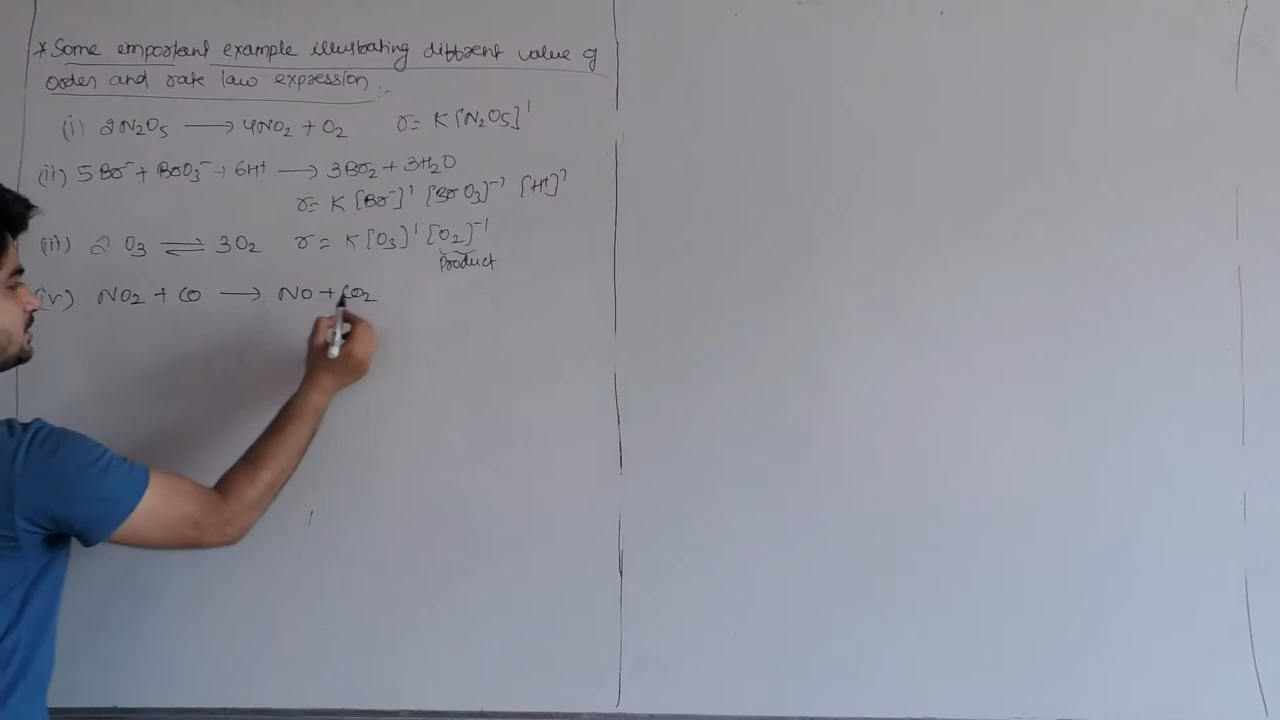 *Some emportant example illustrating different value of
order and rate law expression :-
(i) 2N₂O₅ ⟶ 4NO₂ + O₂ r = K[N₂O₅]¹
(ii) 5Br⁻ + BrO₃⁻ + 6H⁺ ⟶ 3Br₂ + 3H₂O
r = K [Br⁻]¹ [BrO₃]⁻¹ [H⁺]²
(iii) 2 O₃ ⇌ 3O₂ r = K[O₃]¹ [O₂]⁻¹
Product
(iv) NO₂ + CO ⟶ NO + CO₂